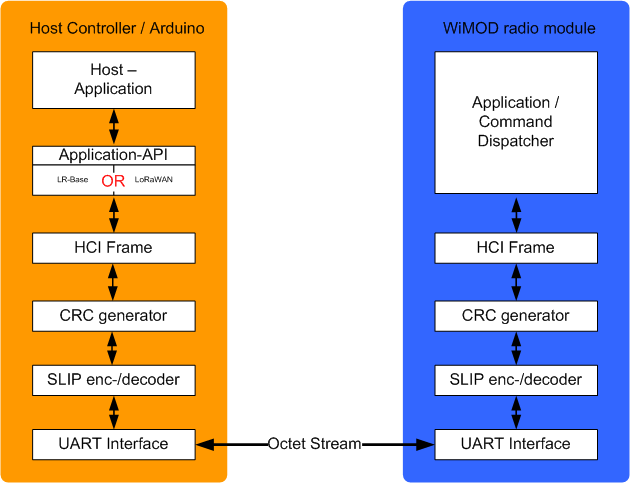 Host Controller / Arduino
Host –
Application
Application-API
LR-Base OR LoRaWAN
HCI Frame
CRC generator
SLIP enc-/decoder
UART Interface
Octet Stream
WiMOD radio module
Application /
Command
Dispatcher
HCI Frame
CRC generator
SLIP enc-/decoder
UART Interface